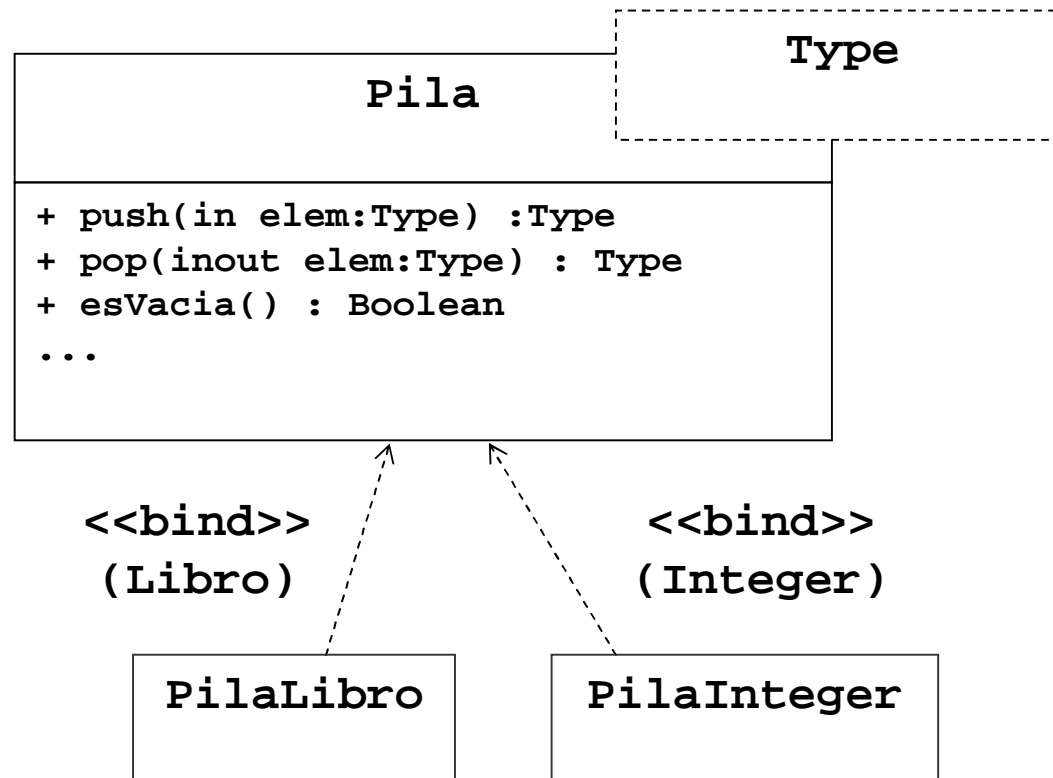 Type
Pila
+ push(in elem:Type) :Type
+ pop(inout elem:Type) : Type
+ esVacia() : Boolean
...
<<bind>>
(Libro)
<<bind>>
(Integer)
PilaLibro
PilaInteger